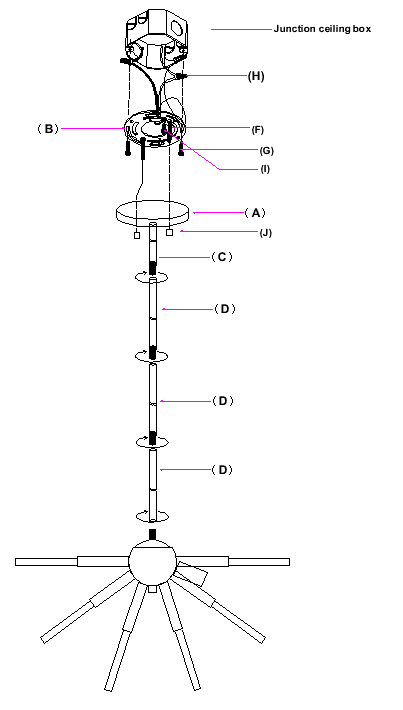 Junction ceiling box
(H)
(B)
(F)
(G)
(I)
(A)
(J)
(C)
(D)
(D)
(D)